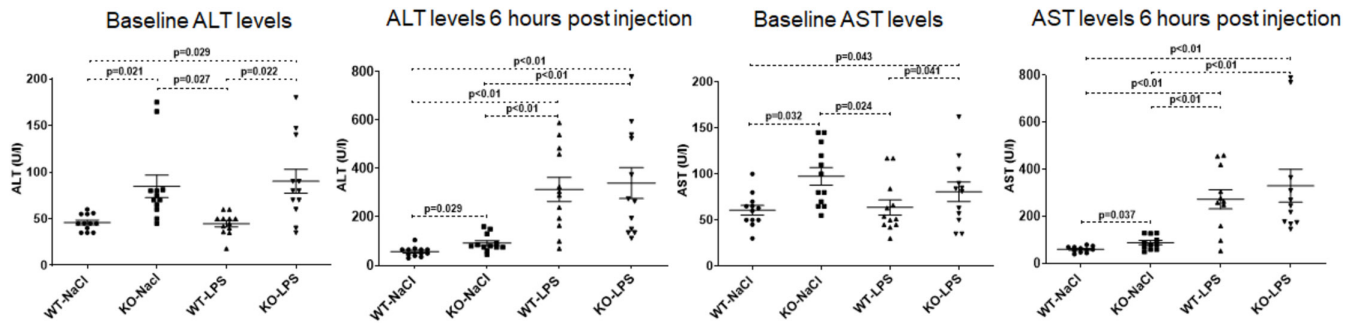 Baseline ALT levels
p=0.029
p=0.021
p=0.022
p=0.027
ALT (U/l)
200
150
100
50
0
WT-NaCl
KO-NaCl
WT-LPS
KO-LPS
ALT levels 6 hours post injection
p<0.01
p<0.01
p<0.01
p<0.01
p=0.029
ALT (U/l)
800
600
400
200
0
WT-NaCl
KO-NaCl
WT-LPS
KO-LPS
Baseline AST levels
p=0.043
p=0.041
p=0.024
p=0.032
AST (U/l)
200
150
100
50
0
WT-NaCl
KO-NaCl
WT-LPS
KO-LPS
AST levels 6 hours post injection
p<0.01
p<0.01
p<0.01
p<0.01
p=0.037
AST (U/l)
800
600
400
200
0
WT-NaCl
KO-NaCl
WT-LPS
KO-LPS